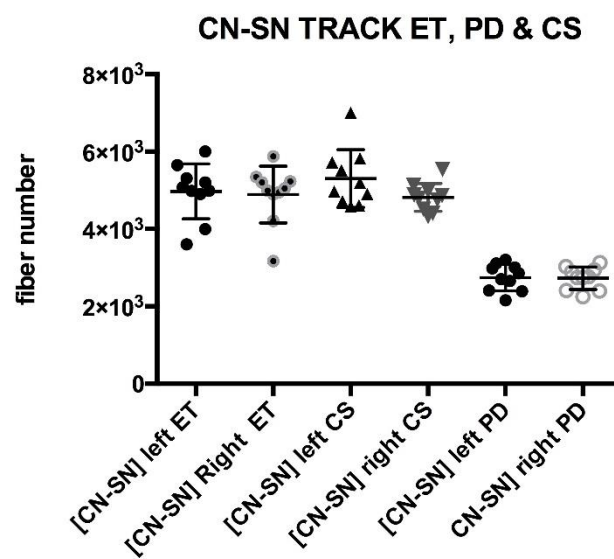 CN-SN TRACK ET, PD & CS
8×10³
6×10³
4×10³
2×10³
0
fiber number
[CN-SN] left ET
[CN-SN] Right ET
[CN-SN] left CS
[CN-SN] right CS
[CN-SN] left PD
CN-SN] right PD